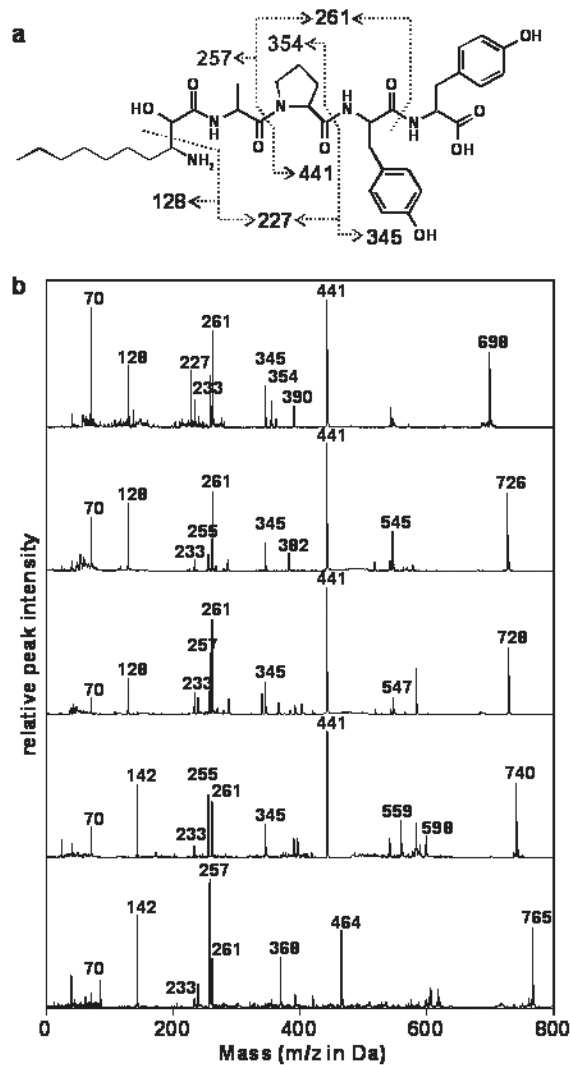 a
261
257
354
OH
HO
O
N
H
O
N
O
H
N
O
N
H
O
OH
NH2
441
128
227
345
OH
b
relative peak intensity
70
128
227
233
261
345
354
390
441
698
70
128
233
255
261
345
382
441
545
726
70
128
233
257
261
345
441
547
728
70
142
233
255
261
345
441
559
598
740
70
142
233
257
261
368
464
765
0
200
400
600
800
Mass (m/z in Da)